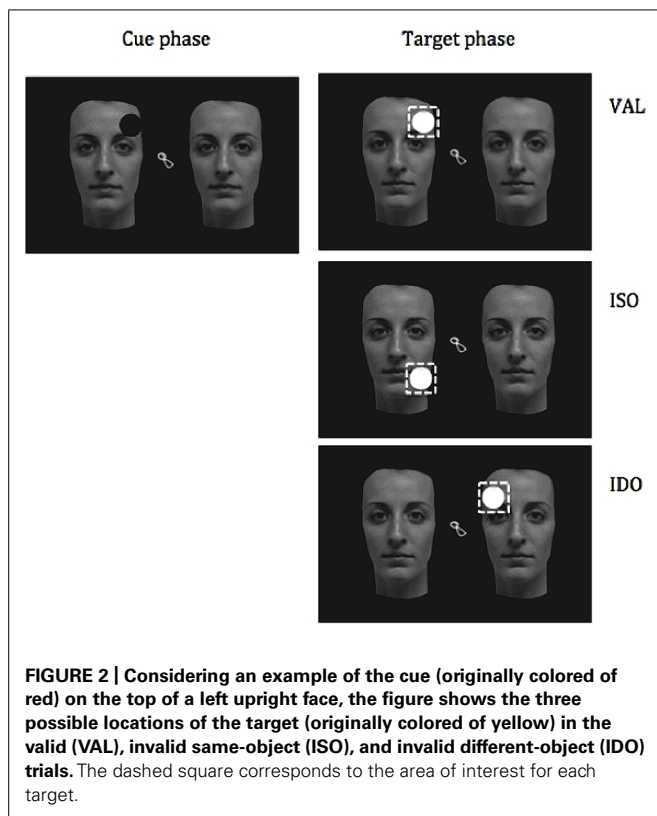 Cue phase
Target phase
VAL
ISO
IDO
FIGURE 2 | Considering an example of the cue (originally colored of
red) on the top of a left upright face, the figure shows the three
possible locations of the target (originally colored of yellow) in the
valid (VAL), invalid same-object (ISO), and invalid different-object (IDO)
trials. The dashed square corresponds to the area of interest for each
target.